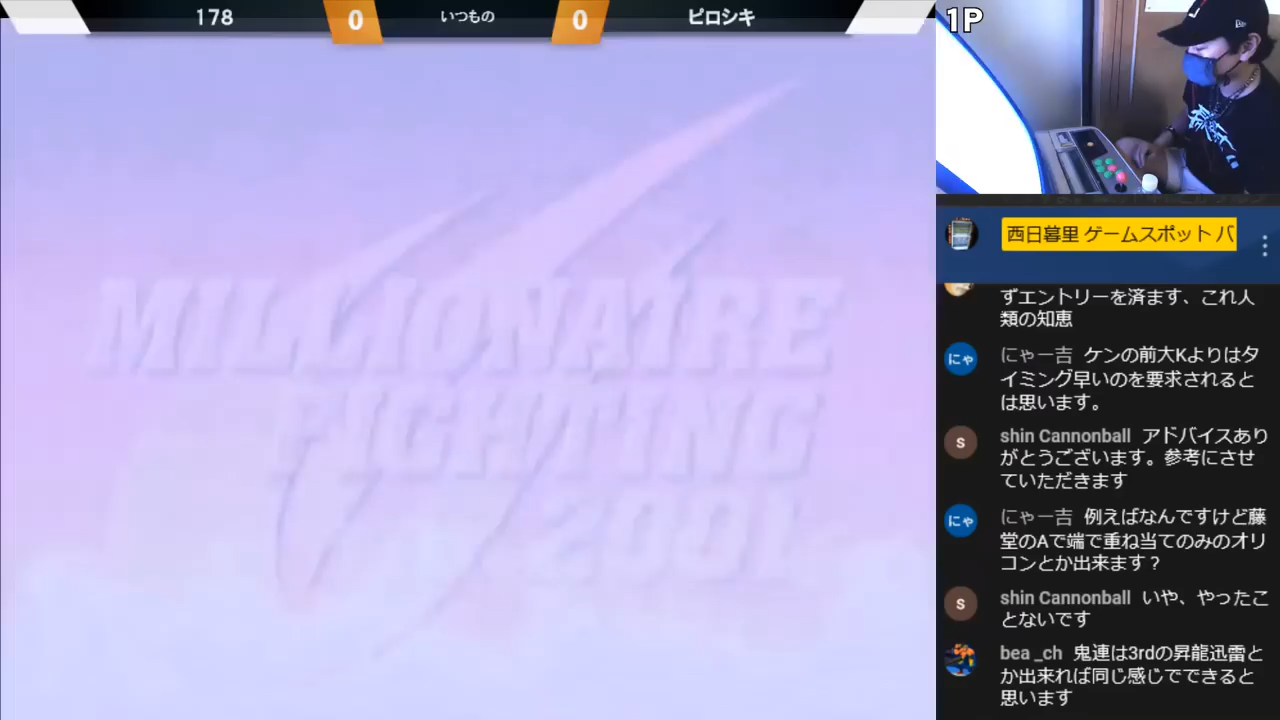 178
0
いつもの
0
ピロシキ
1P
MILLIONAIRE
FIGHTING
2001
西日暮里 ゲームスポット バ
ずエントリーを済ます、これ人
類の知恵
にゃ
にゃー吉 ケンの前大Kよりはタ
イミング早いのを要求されると
は思います。
S
shin Cannonball アドバイスあり
がとうございます。参考にさせ
ていただきます
にゃ
にゃー吉 例えばなんですけど藤
堂のAで端で重ね当てのみのオリ
コンとか出来ます？
S
shin Cannonball いや、やったこ
とないです
bea _ch 鬼連は3rdの昇龍迅雷と
か出来れば同じ感じでできると
思います